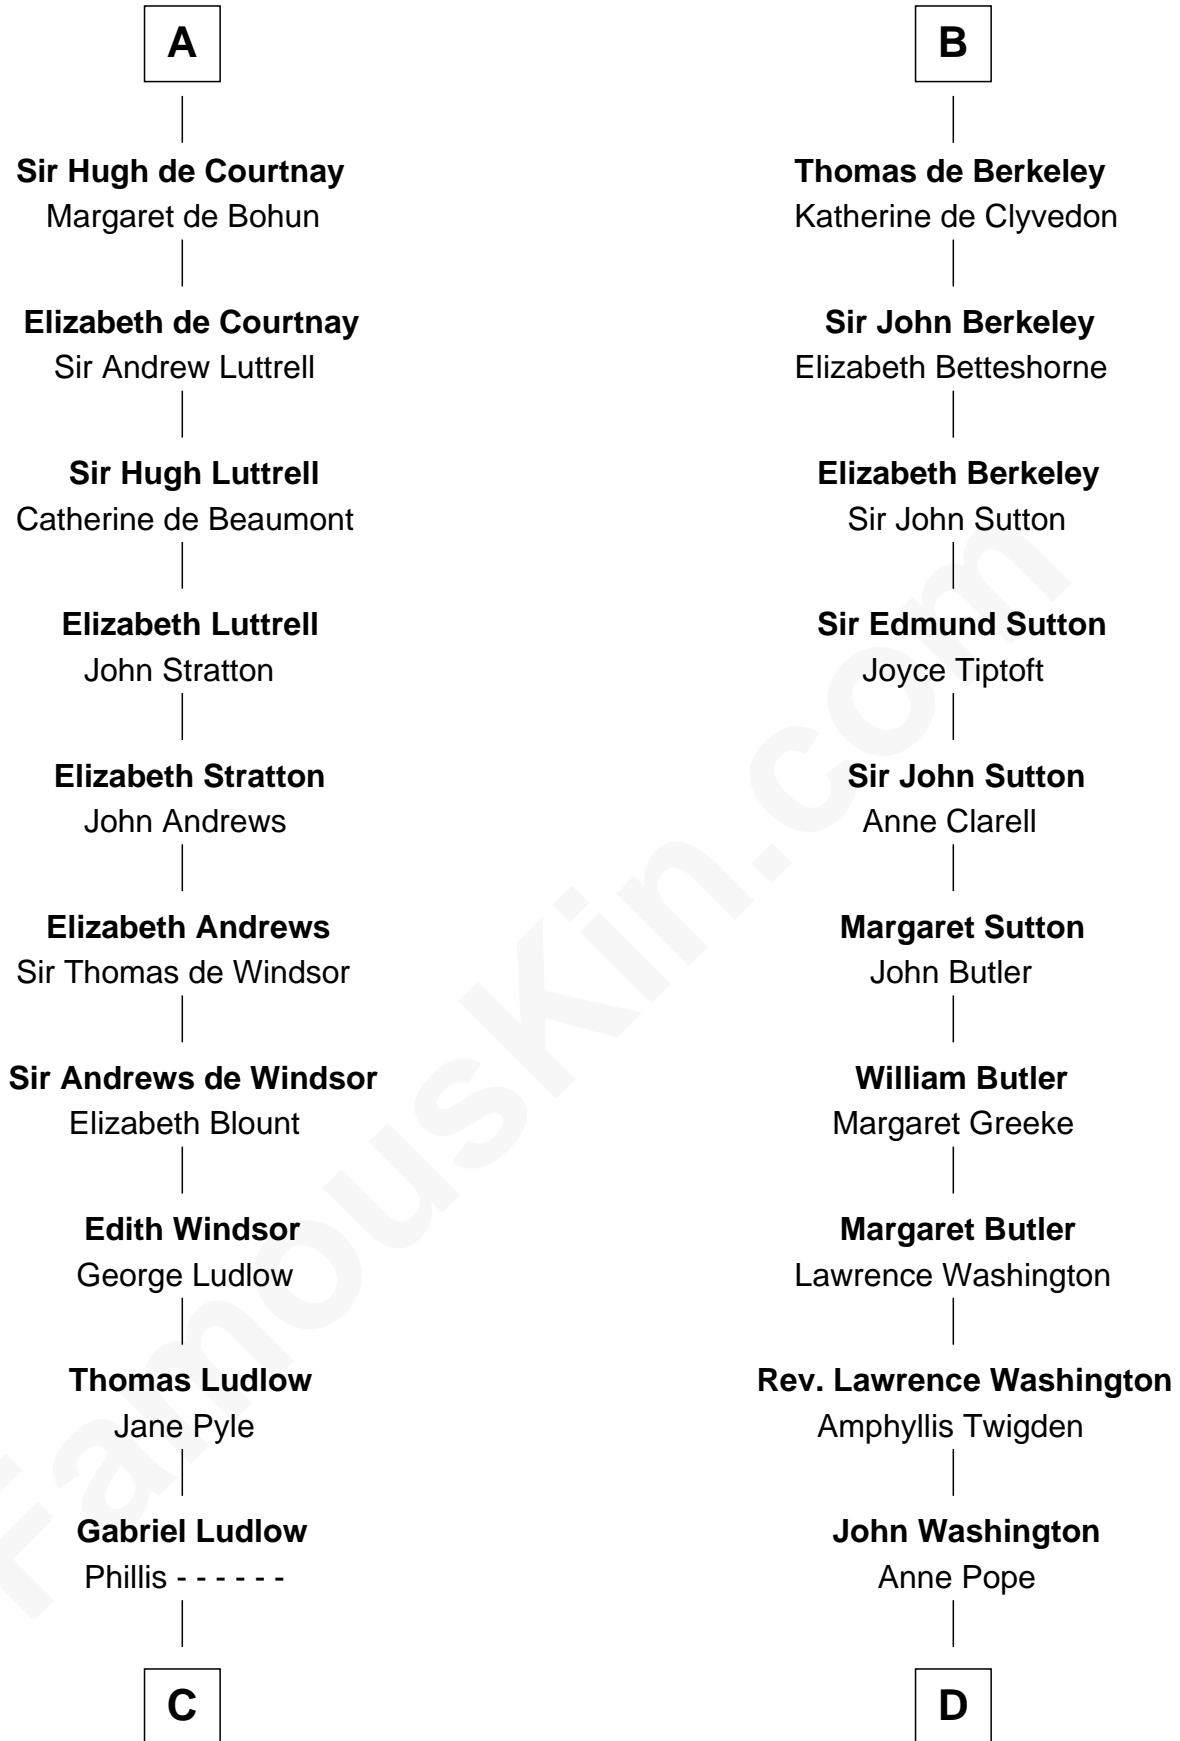 A
Sir Hugh de Courtnay
Margaret de Bohun
Elizabeth de Courtnay
Sir Andrew Luttrell
Sir Hugh Luttrell
Catherine de Beaumont
Elizabeth Luttrell
John Stratton
Elizabeth Stratton
John Andrews
Elizabeth Andrews
Sir Thomas de Windsor
Sir Andrews de Windsor
Elizabeth Blount
Edith Windsor
George Ludlow
Thomas Ludlow
Jane Pyle
Gabriel Ludlow
Phillis - - - - - -
C
B
Thomas de Berkeley
Katherine de Clyvedon
Sir John Berkeley
Elizabeth Betteshorne
Elizabeth Berkeley
Sir John Sutton
Sir Edmund Sutton
Joyce Tiptoft
Sir John Sutton
Anne Clarell
Margaret Sutton
John Butler
William Butler
Margaret Greeke
Margaret Butler
Lawrence Washington
Rev. Lawrence Washington
Amphyllis Twigden
John Washington
Anne Pope
D
FamousKin.com